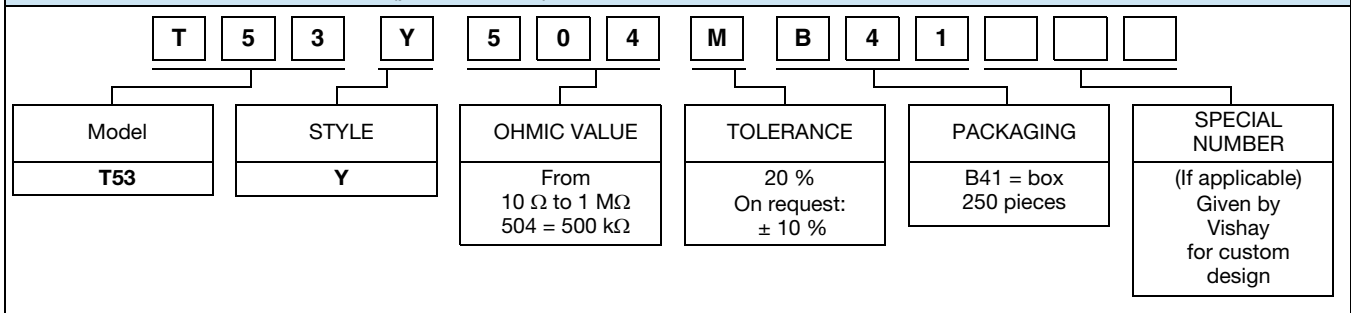 T 5 3 Y 5 0 4 M B 4 1
Model
T53
STYLE
Y
OHMIC VALUE
From
10 Ω to 1 MΩ
504 = 500 kΩ
TOLERANCE
20 %
On request:
± 10 %
PACKAGING
B41 = box
250 pieces
SPECIAL
NUMBER
(If applicable)
Given by
Vishay
for custom
design